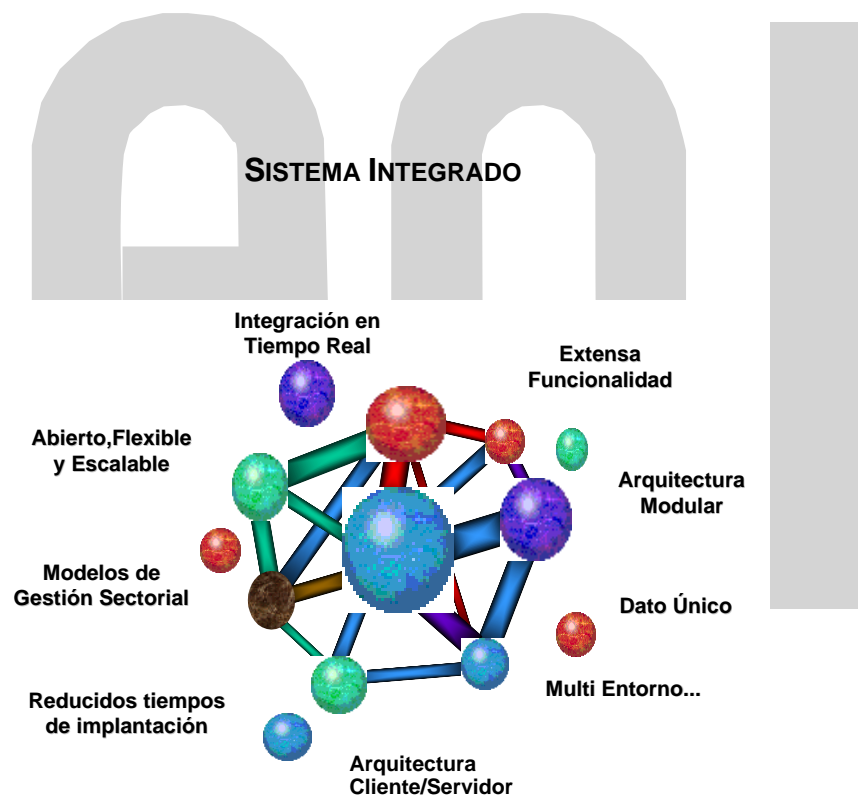 SISTEMA INTEGRADO
Integración en
Tiempo Real
Extensa
Funcionalidad
Abierto,Flexible
y Escalable
Arquitectura
Modular
Modelos de
Gestión Sectorial
Dato Único
Reducidos tiempos
de implantación
Multi Entorno...
Arquitectura
Cliente/Servidor